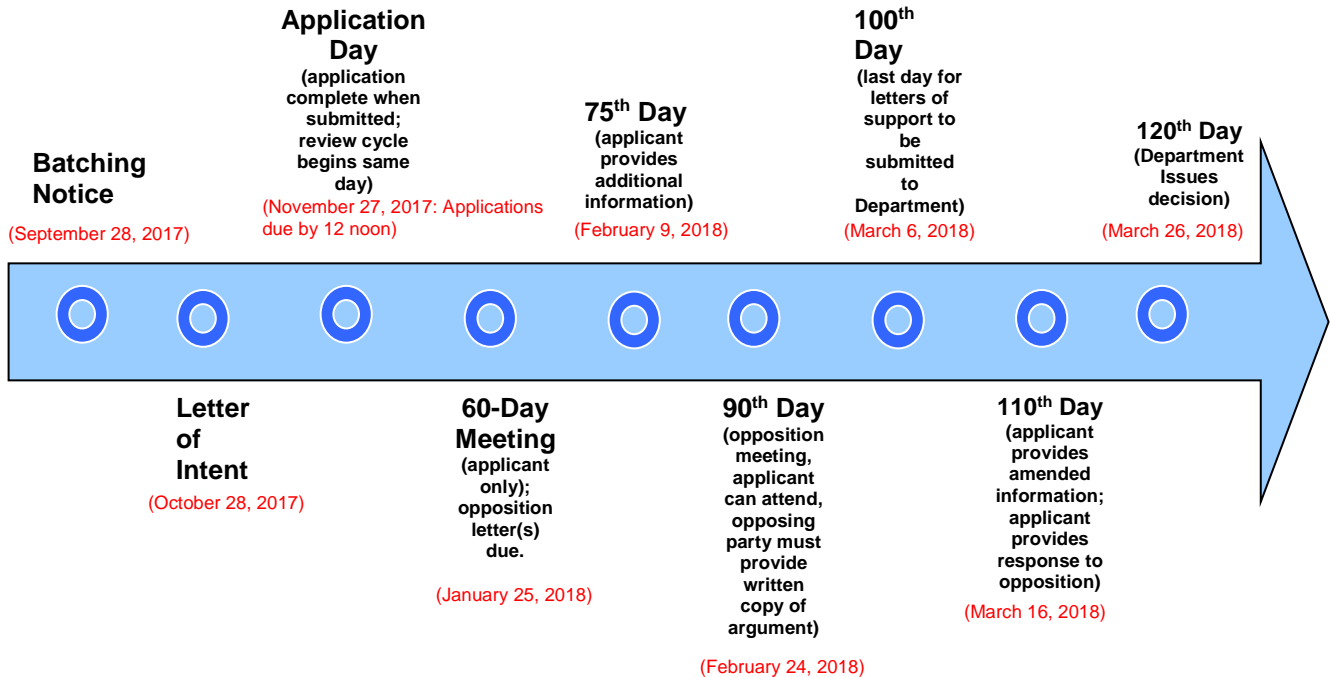 Batching
Notice
(September 28, 2017)
Letter
of
Intent
(October 28, 2017)
Application
Day
(application
complete when
submitted;
review cycle
begins same
day)
(November 27, 2017: Applications
due by 12 noon)
60-Day
Meeting
(applicant
only);
opposition
letter(s)
due.
(January 25, 2018)
75th Day
(applicant
provides
additional
information)
(February 9, 2018)
90th Day
(opposition
meeting,
applicant
can attend,
opposing
party must
provide
written
copy of
argument)
(February 24, 2018)
100th
Day
(last day for
letters of
support to
be
submitted
to
Department)
(March 6, 2018)
110th Day
(applicant
provides
amended
information;
applicant
provides
response to
opposition)
(March 16, 2018)
120th Day
(Department
Issues
decision)
(March 26, 2018)